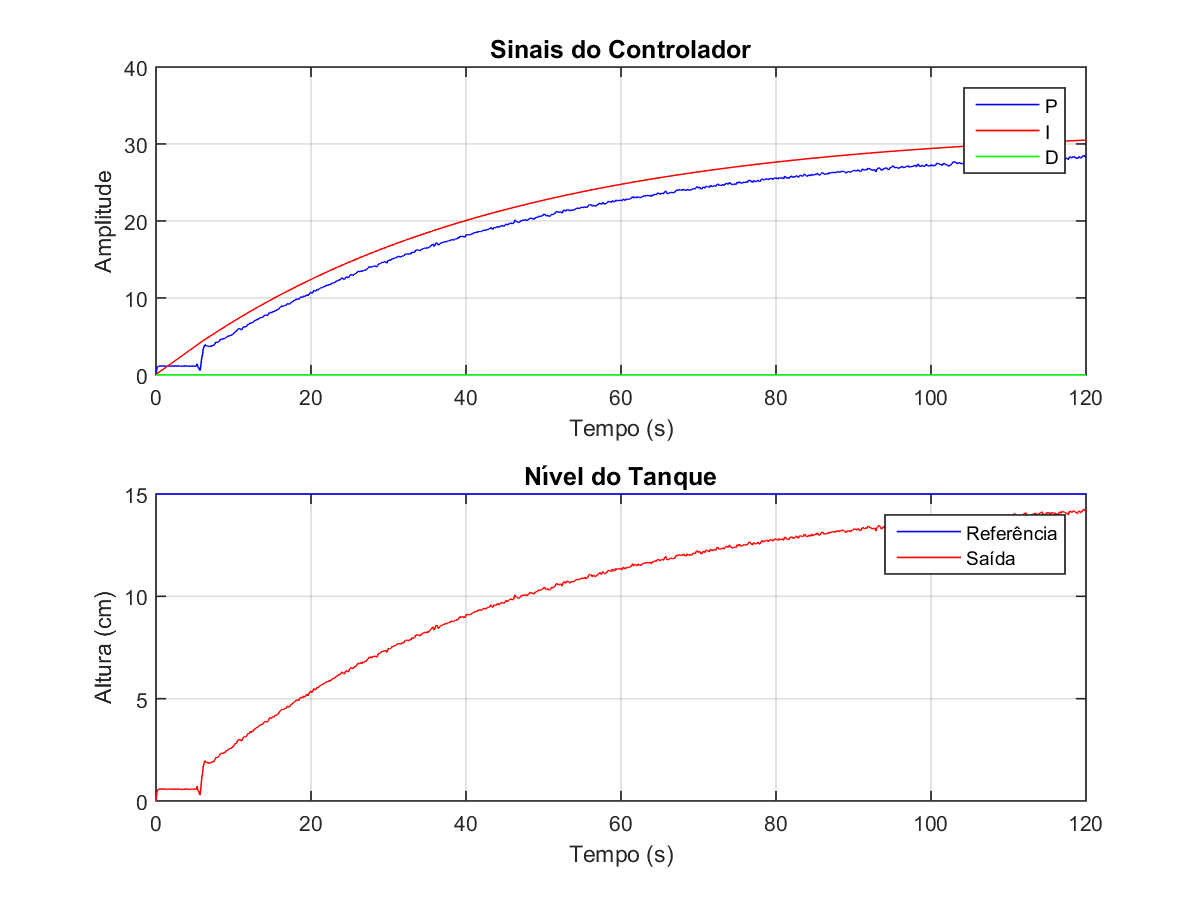 Sinais do Controlador
40
30
20
10
0
Amplitude
P
I
D
0 20 40 60 80 100 120
Tempo (s)
Nível do Tanque
15
10
5
0
Altura (cm)
Referência
Saída
0 20 40 60 80 100 120
Tempo (s)